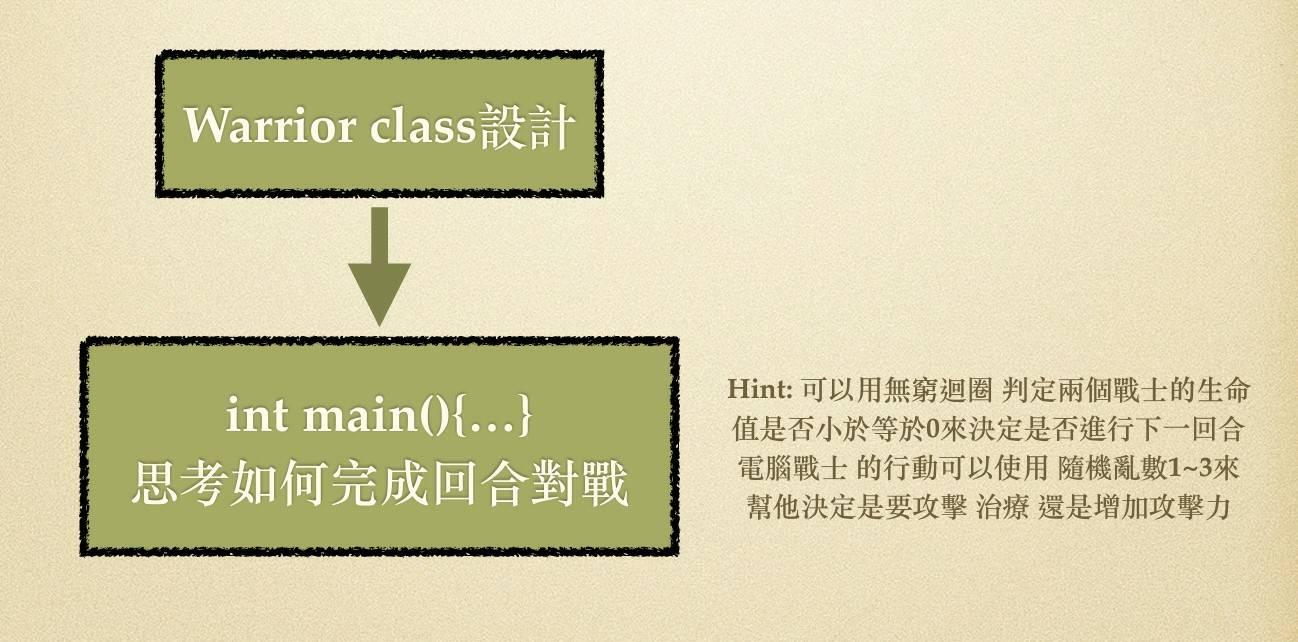 Warrior class設計
int main(){...}
思考如何完成回合對戰
Hint: 可以用無窮迴圈 判定兩個戰士的生命
值是否小於等於0來決定是否進行下一回合
電腦戰士 的行動可以使用 隨機亂數1~3來
幫他決定是要攻擊 治療 還是增加攻擊力